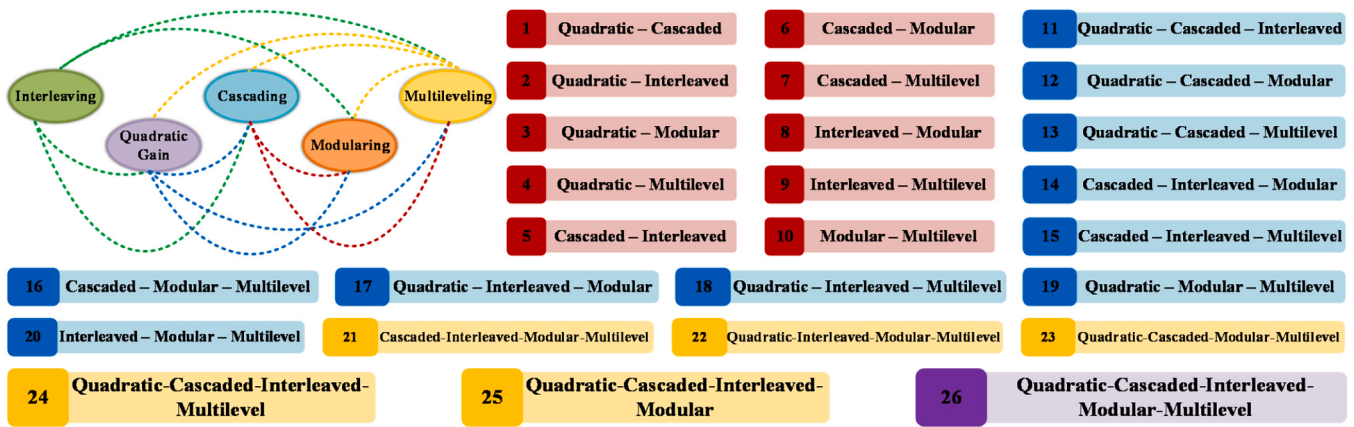 Interleaving
Quadratic
Gain
Cascading
Modularing
Multileveling
1 Quadratic – Cascaded
2 Quadratic – Interleaved
3 Quadratic – Modular
4 Quadratic – Multilevel
5 Cascaded – Interleaved
6 Cascaded – Modular
7 Cascaded – Multilevel
8 Interleaved – Modular
9 Interleaved – Multilevel
10 Modular – Multilevel
11 Quadratic – Cascaded – Interleaved
12 Quadratic – Cascaded – Modular
13 Quadratic – Cascaded – Multilevel
14 Cascaded – Interleaved – Modular
15 Cascaded – Interleaved – Multilevel
16 Cascaded – Modular – Multilevel
17 Quadratic – Interleaved – Modular
18 Quadratic – Interleaved – Multilevel
19 Quadratic – Modular – Multilevel
20 Interleaved – Modular – Multilevel
21 Cascaded-Interleaved-Modular-Multilevel
22 Quadratic-Interleaved-Modular-Multilevel
23 Quadratic-Cascaded-Modular-Multilevel
24 Quadratic-Cascaded-Interleaved-
Multilevel
25 Quadratic-Cascaded-Interleaved-
Modular
26 Quadratic-Cascaded-Interleaved-
Modular-Multilevel